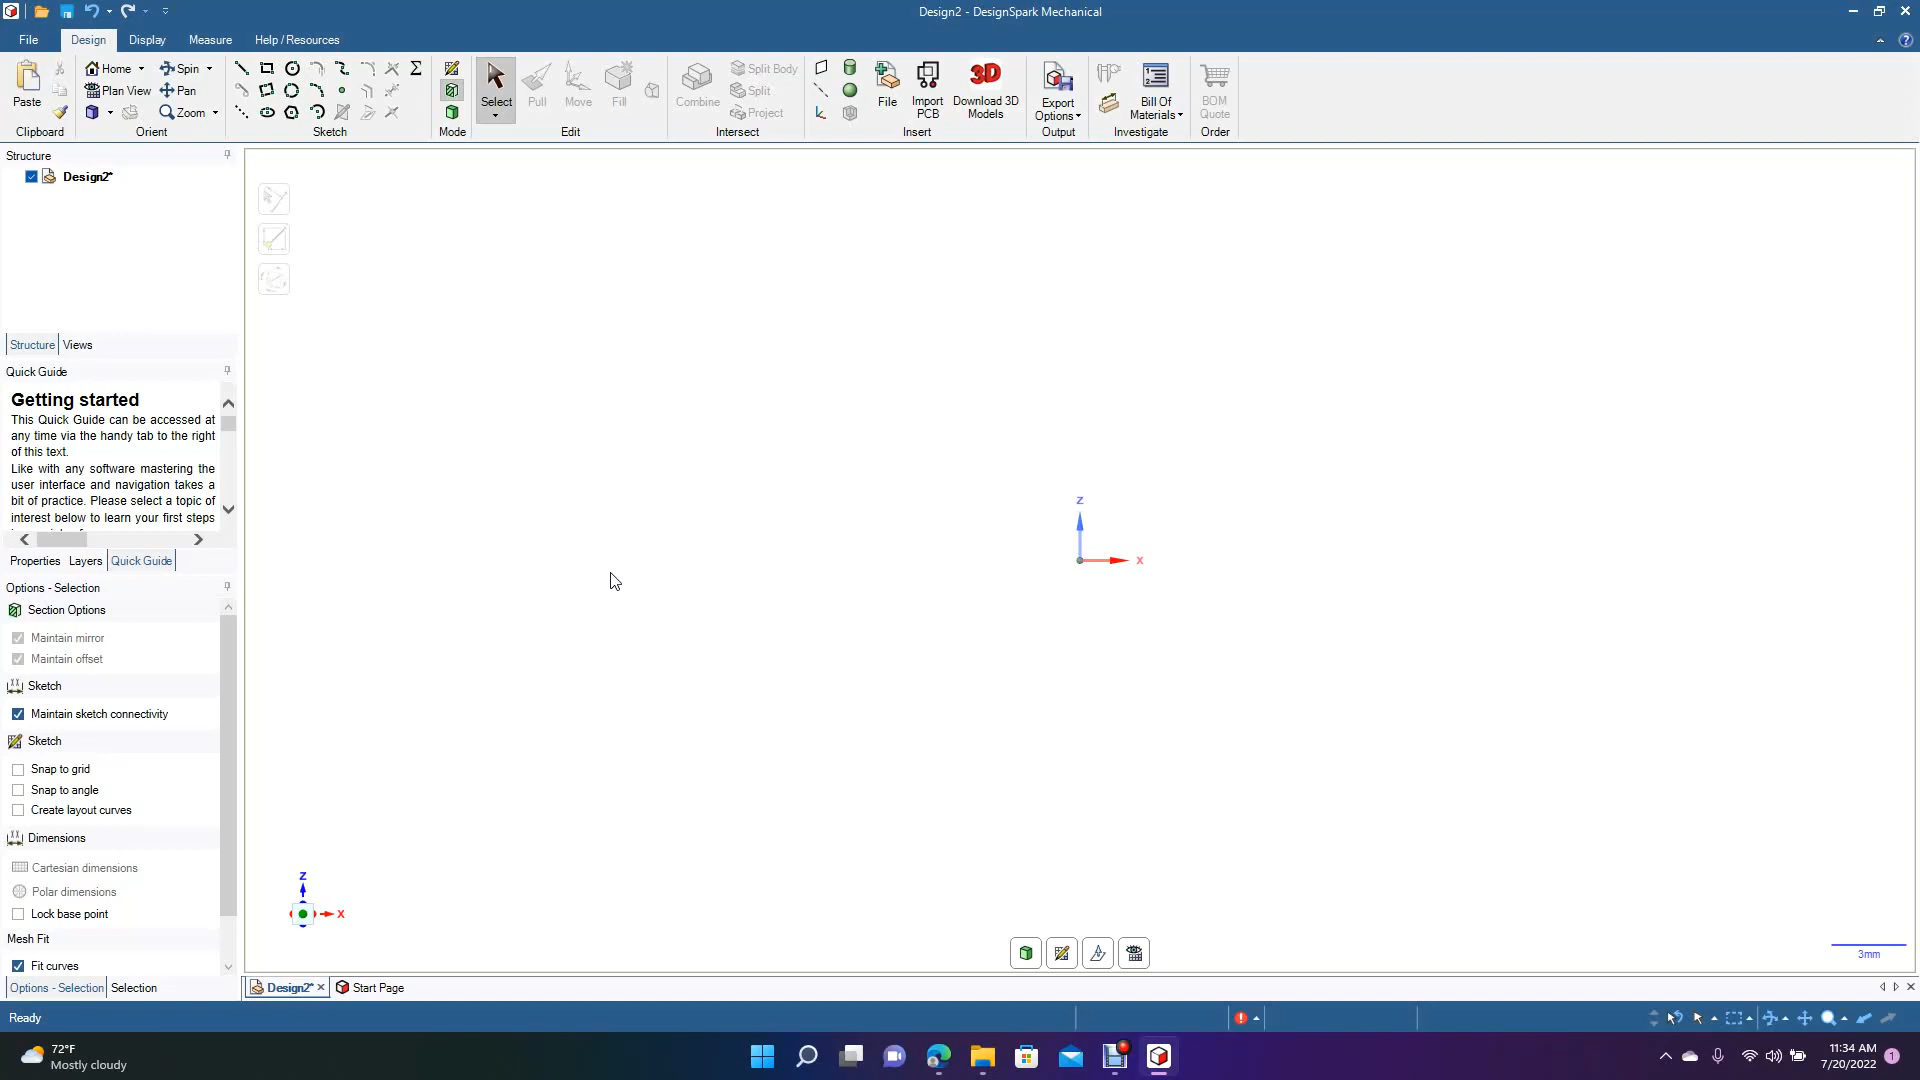 Design2 - DesignSpark Mechanical
File Design Display Measure Help / Resources
Home Spin Split Body
Plan View Pan Split
Zoom Project
Paste Select Pull Move Fill Combine File Import PCB Download 3D Models Export Options Bill Of Materials BOM Quote
3D
Clipboard Orient Sketch Mode Edit Intersect Insert Output Investigate Order
Structure
Design2*
Structure Views
Quick Guide
Getting started
This Quick Guide can be accessed at
any time via the handy tab to the right
of this text.
Like with any software mastering the
user interface and navigation takes a
bit of practice. Please select a topic of
interest below to learn your first steps
Properties Layers Quick Guide
Options - Selection
Section Options
Maintain mirror
Maintain offset
Sketch
Maintain sketch connectivity
Sketch
Snap to grid
Snap to angle
Create layout curves
Dimensions
Cartesian dimensions
Polar dimensions
Lock base point
Mesh Fit
Fit curves
Options - Selection Selection
Z
X
Z
X
3mm
Design2* Start Page
Ready
72°F
Mostly cloudy
11:34 AM
7/20/2022
1